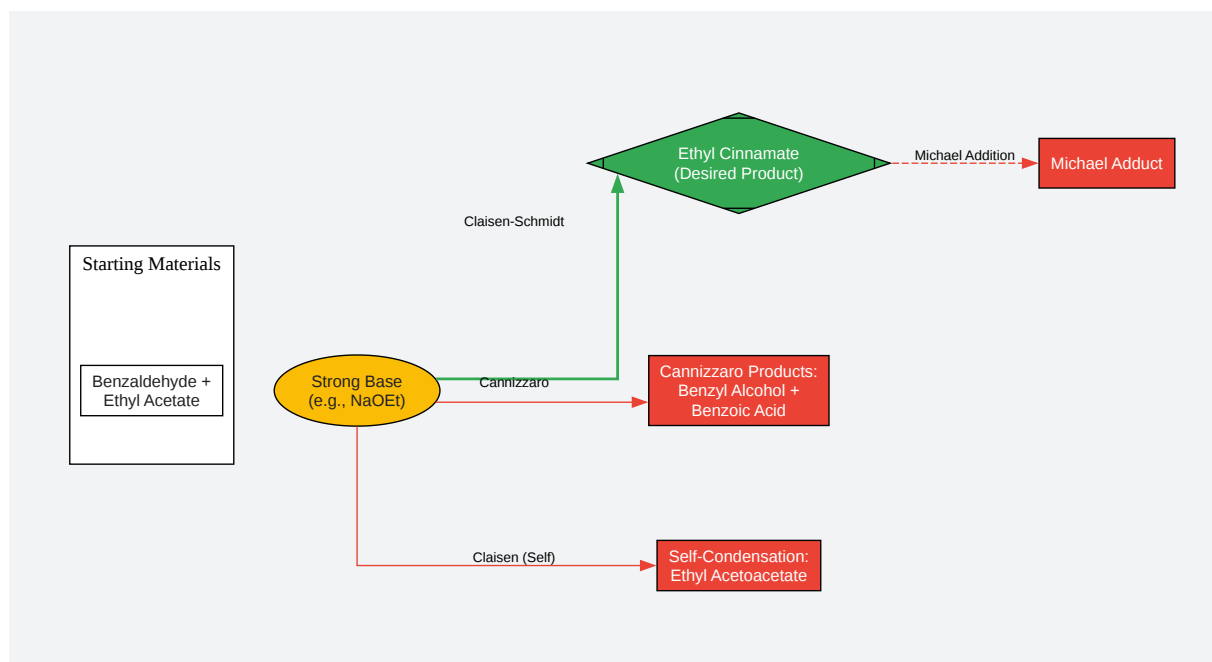 Ethyl Cinnamate
(Desired Product)
Michael Addition
Michael Adduct
Claisen-Schmidt
Starting Materials
Benzaldehyde +
Ethyl Acetate
Strong Base
(e.g., NaOEt)
Cannizzaro
Cannizzaro Products:
Benzyl Alcohol +
Benzoic Acid
Claisen (Self)
Self-Condensation:
Ethyl Acetoacetate